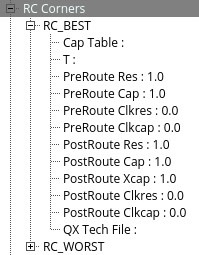 RC Corners
RC_BEST
Cap Table :
T :
PreRoute Res : 1.0
PreRoute Cap : 1.0
PreRoute Clkres : 0.0
PreRoute Clkcap : 0.0
PostRoute Res : 1.0
PostRoute Cap : 1.0
PostRoute Xcap : 1.0
PostRoute Clkres : 0.0
PostRoute Clkcap : 0.0
QX Tech File :
RC_WORST